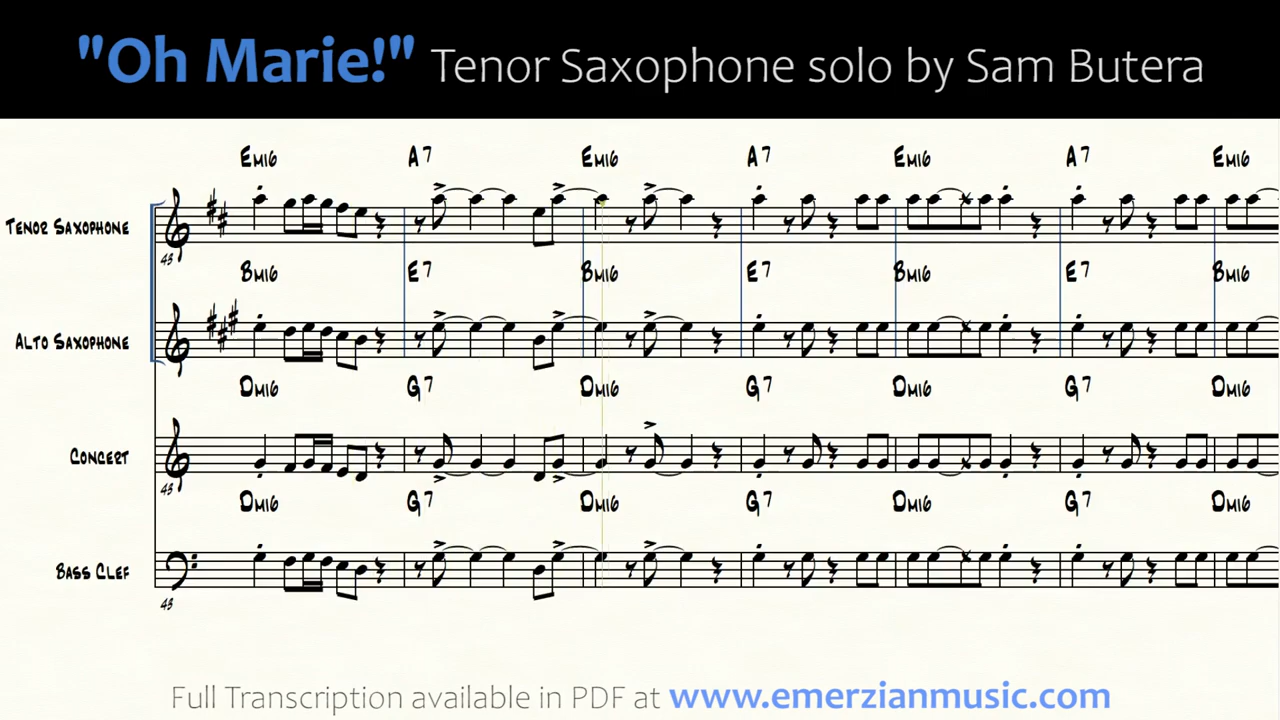 "Oh Marie!" Tenor Saxophone solo by Sam Butera
Emi6 A7 Emi6 A7 Emi6 A7 Emi6
Tenor Saxophone
43
Bmi6 E7 Bmi6 E7 Bmi6 E7 Bmi6
Alto Saxophone
Dmi6 G7 Dmi6 G7 Dmi6 G7 Dmi6
Concert
43
Dmi6 G7 Dmi6 G7 Dmi6 G7 Dmi6
Bass Clef
43
Full Transcription available in PDF at www.emerzianmusic.com